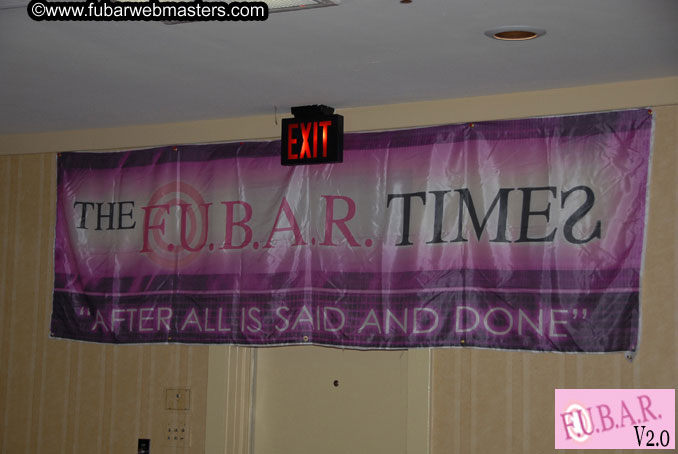 ©www.fubarwebmasters.com
EXIT
THE F.U.B.A.R. TIMES
"AFTER ALL IS SAID AND DONE"
F.U.B.A.R.
V2.0